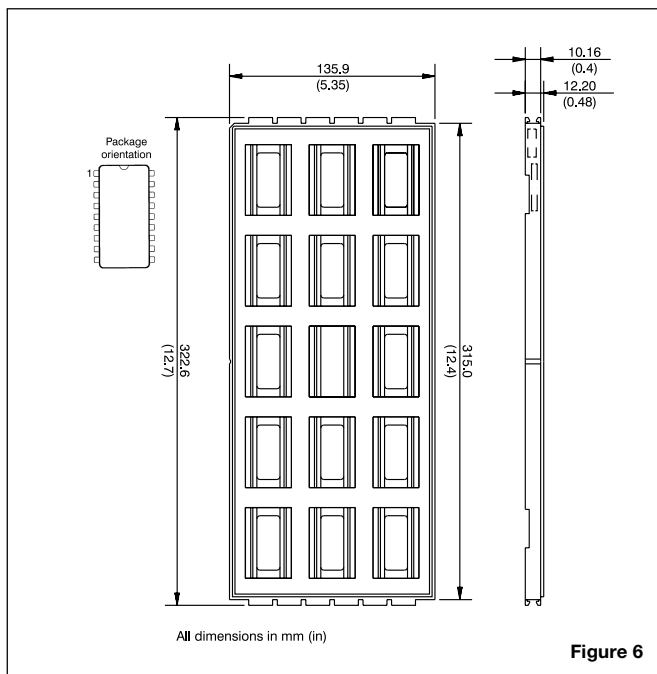 135.9
(5.35)
10.16
(0.4)
12.20
(0.48)
Package
orientation
1
322.6
(12.7)
315.0
(12.4)
All dimensions in mm (in)
Figure 6